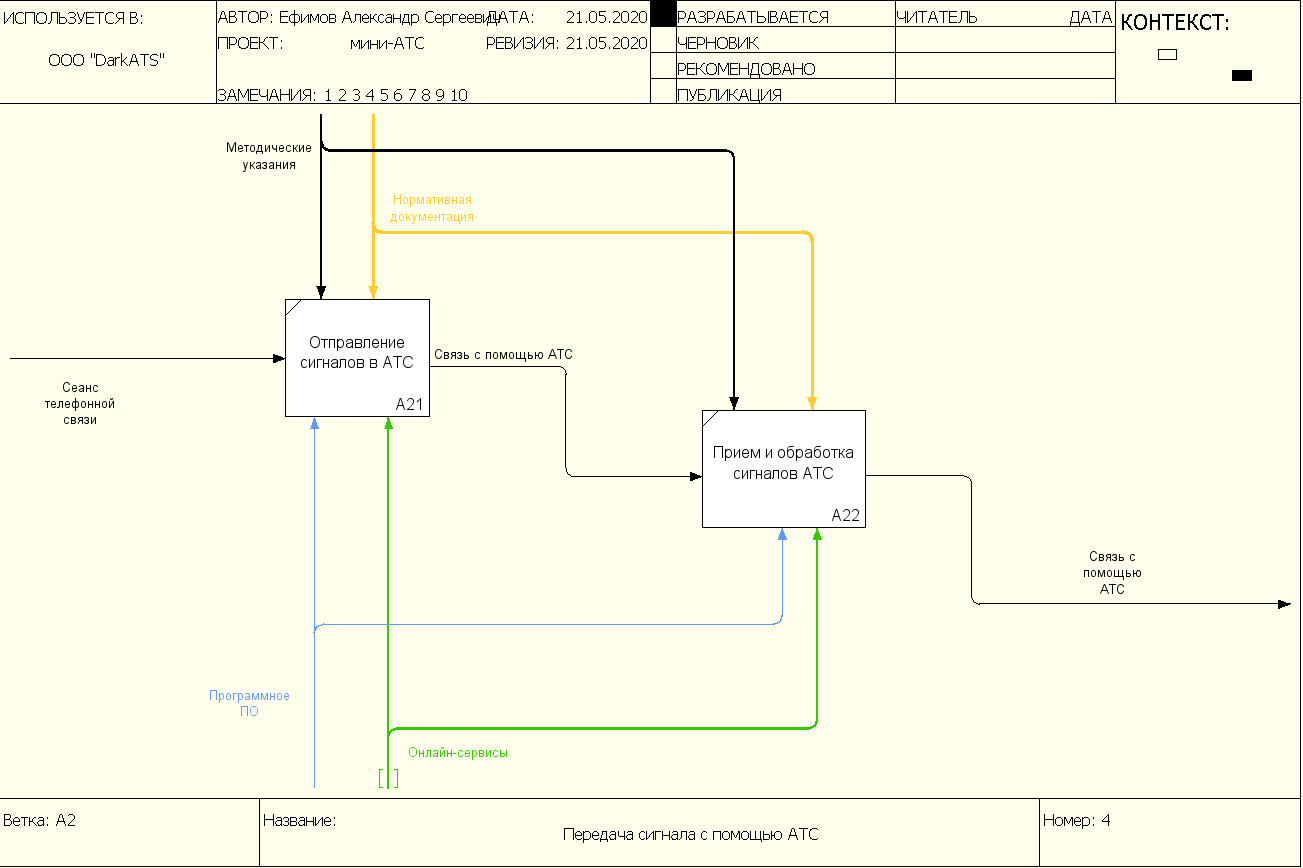 ИСПОЛЬЗУЕТСЯ В:
ООО "DarkATS"
АВТОР: Ефимов Александр Сергеевич
ДАТА: 21.05.2020
ПРОЕКТ: мини-АТС
РЕВИЗИЯ: 21.05.2020
ЗАМЕЧАНИЯ: 1 2 3 4 5 6 7 8 9 10
РАЗРАБАТЫВАЕТСЯ
ЧЕРНОВИК
РЕКОМЕНДОВАНО
ПУБЛИКАЦИЯ
ЧИТАТЕЛЬ
ДАТА
КОНТЕКСТ:
Методические
указания
Нормативная
документация
Отправление
сигналов в АТС
A21
Связь с помощью АТС
Сеанс
телефонной
связи
Прием и обработка
сигналов АТС
A22
Связь с
помощью
АТС
Программное
ПО
Онлайн-сервисы
[ ]
Ветка: A2
Название:
Передача сигнала с помощью АТС
Номер: 4